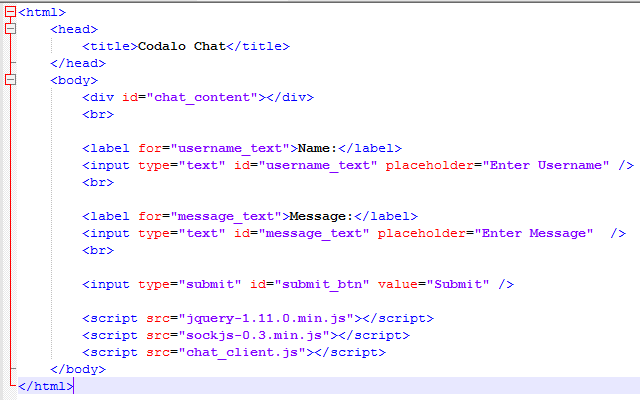 <html>
<head>
<title>Codalo Chat</title>
</head>
<body>
<div id="chat_content"></div>
<br>
<label for="username_text">Name:</label>
<input type="text" id="username_text" placeholder="Enter Username" />
<br>
<label for="message_text">Message:</label>
<input type="text" id="message_text" placeholder="Enter Message"  />
<br>
<input type="submit" id="submit_btn" value="Submit" />
<script src="jquery-1.11.0.min.js"></script>
<script src="sockjs-0.3.min.js"></script>
<script src="chat_client.js"></script>
</body>
</html>